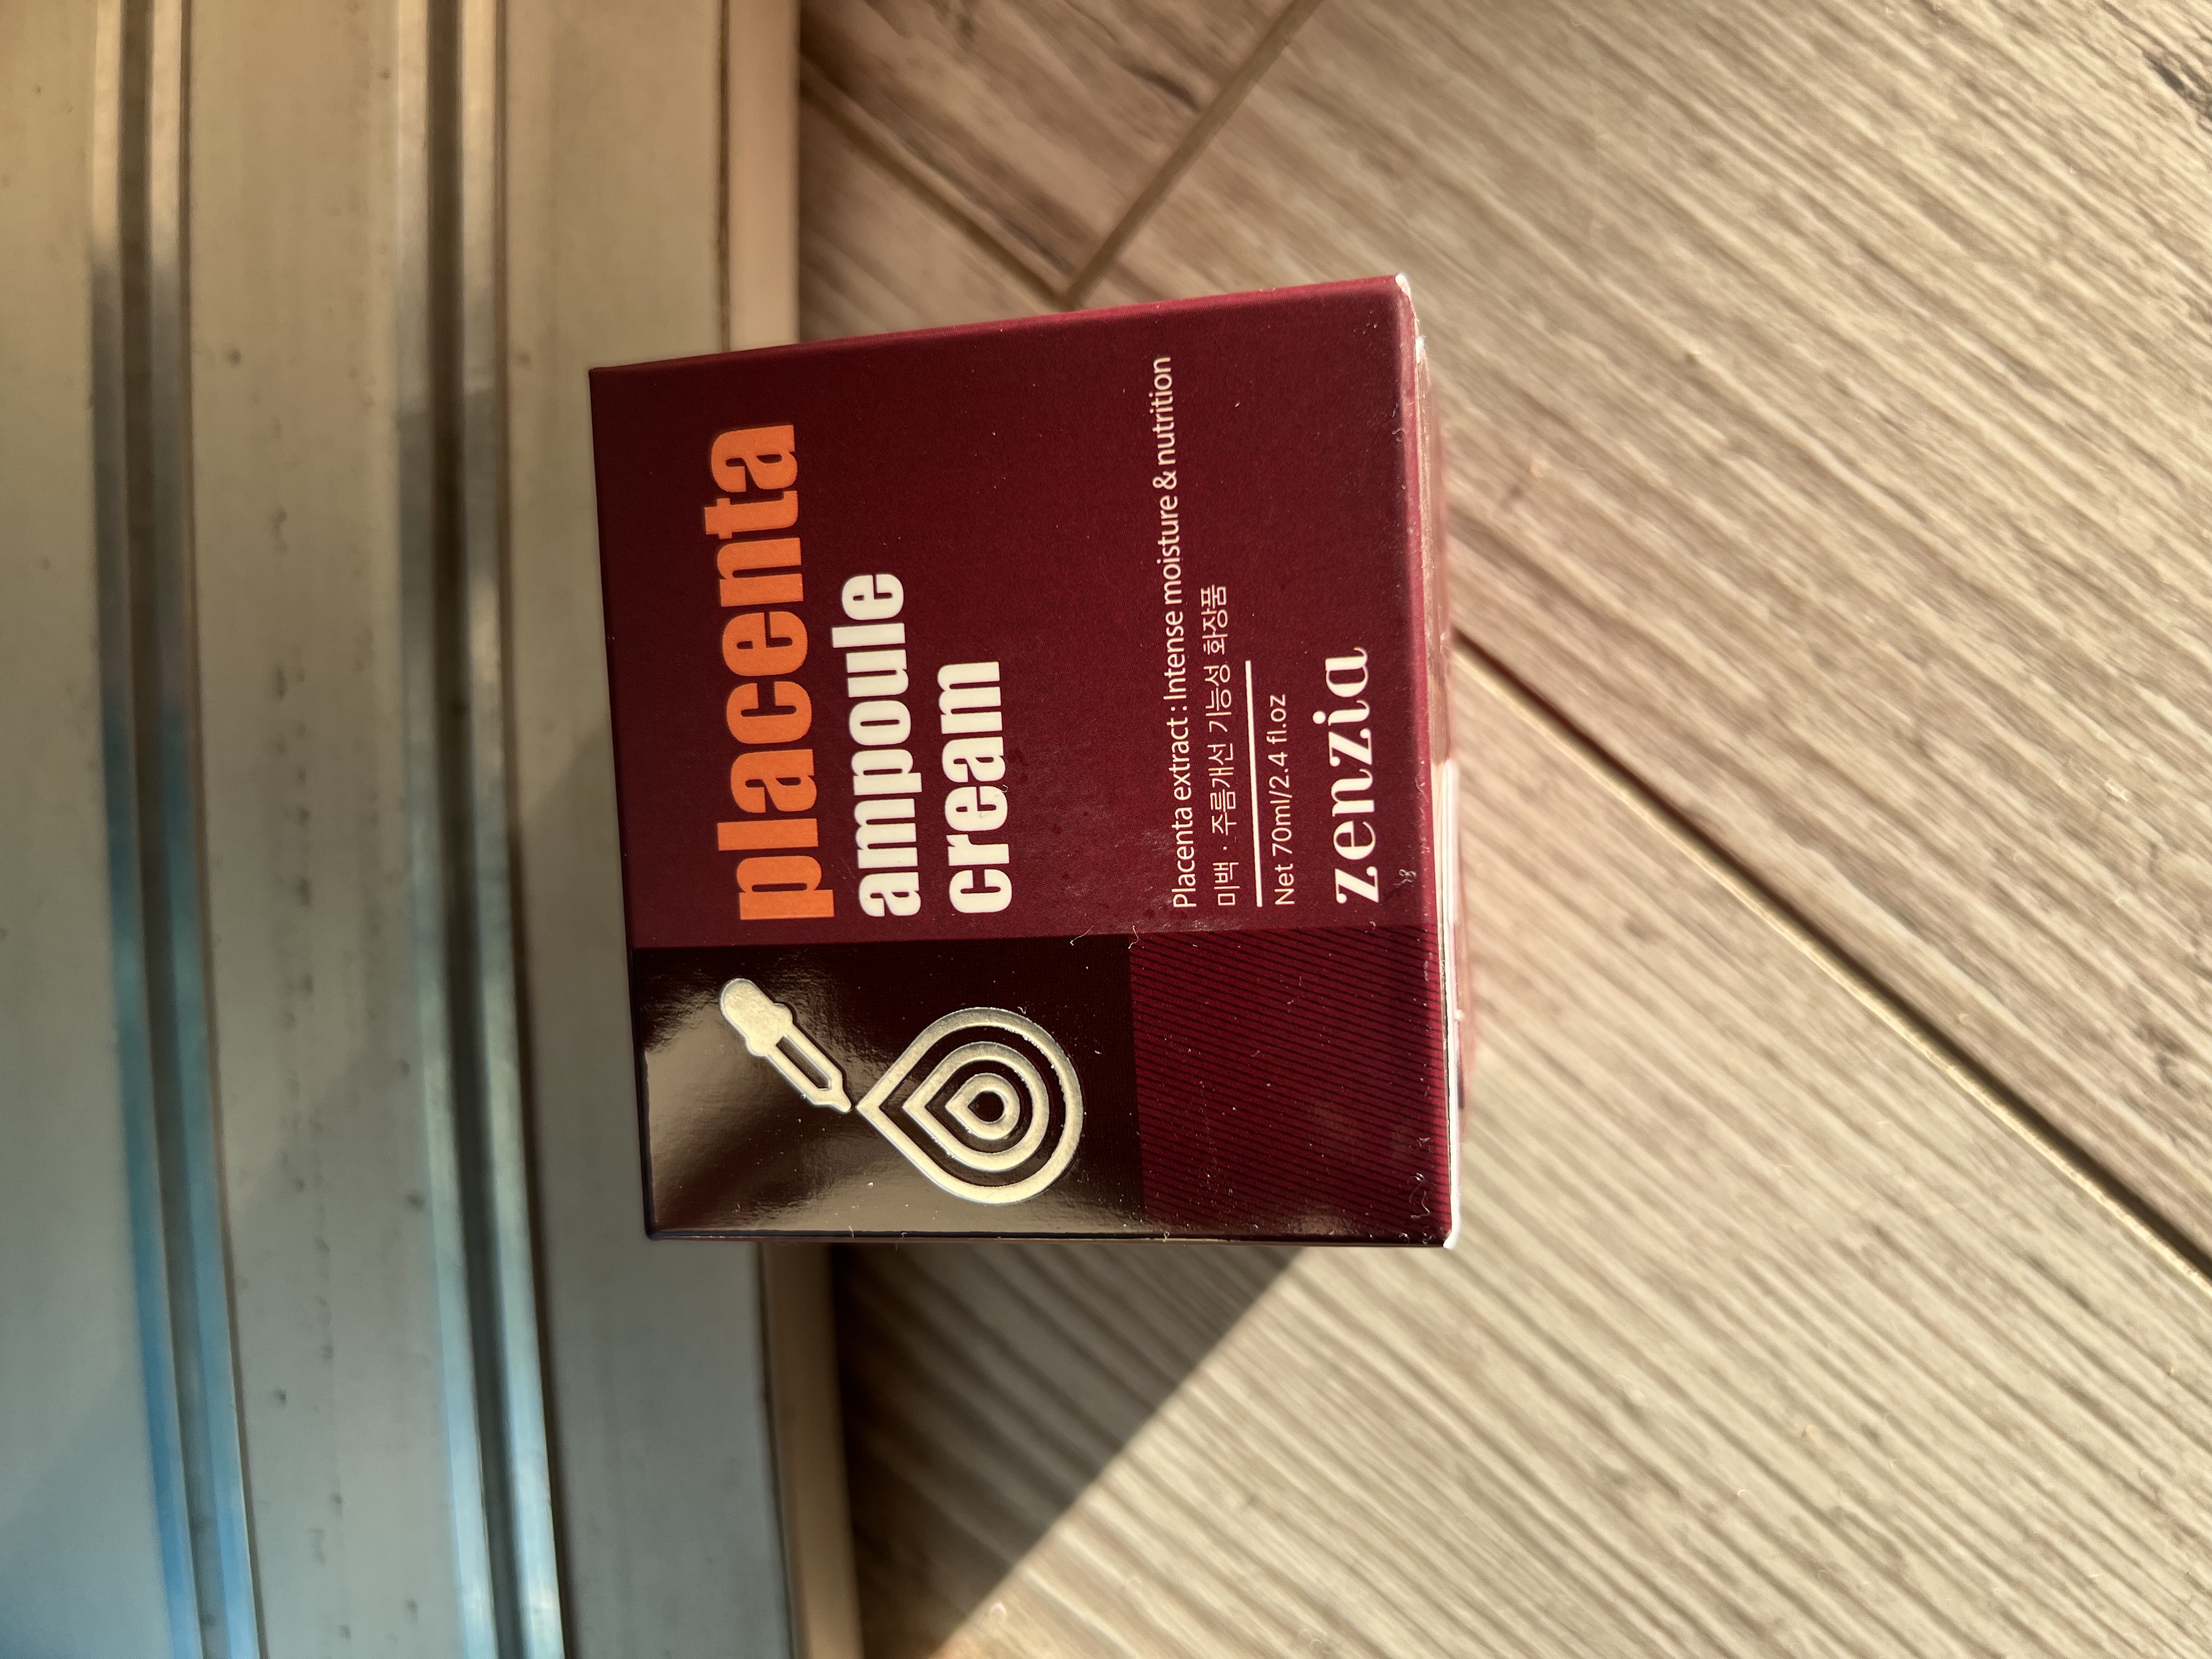 placenta
ampoule
cream
Placenta extract : Intense moisture & nutrition
미백 · 주름개선 기능성 화장품
Net 70ml/2.4 fl.oz
zenzia